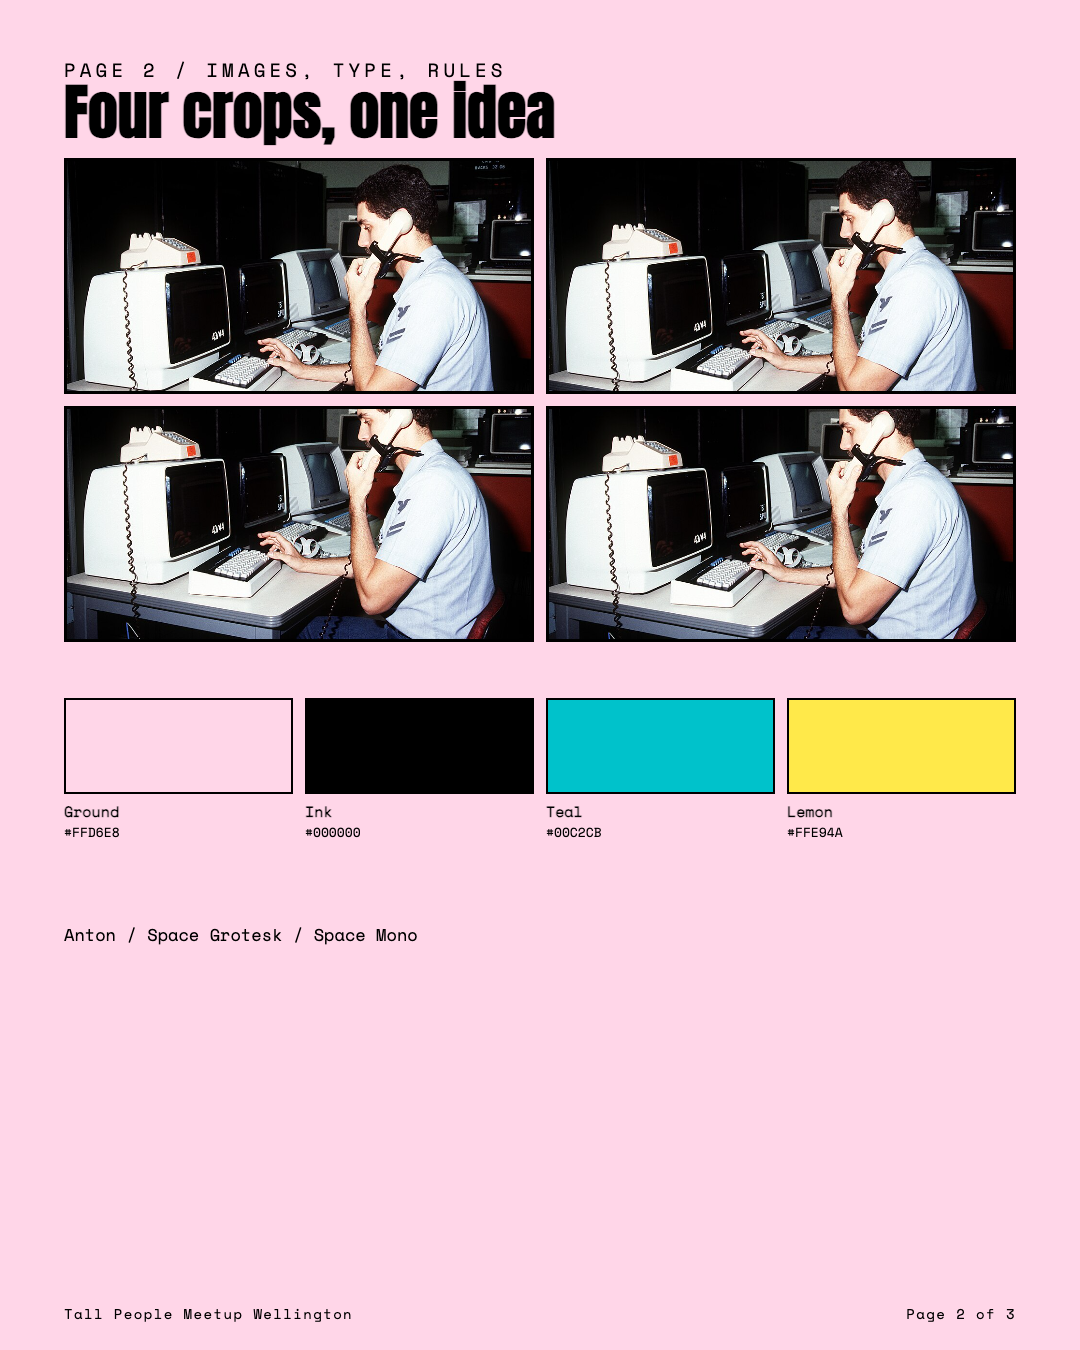 PAGE 2 / IMAGES, TYPE, RULES
Four crops, one idea
Ground
#FFD6E8
Ink
#000000
Teal
#00C2CB
Lemon
#FFE94A
Anton / Space Grotesk / Space Mono
Tall People Meetup Wellington
Page 2 of 3